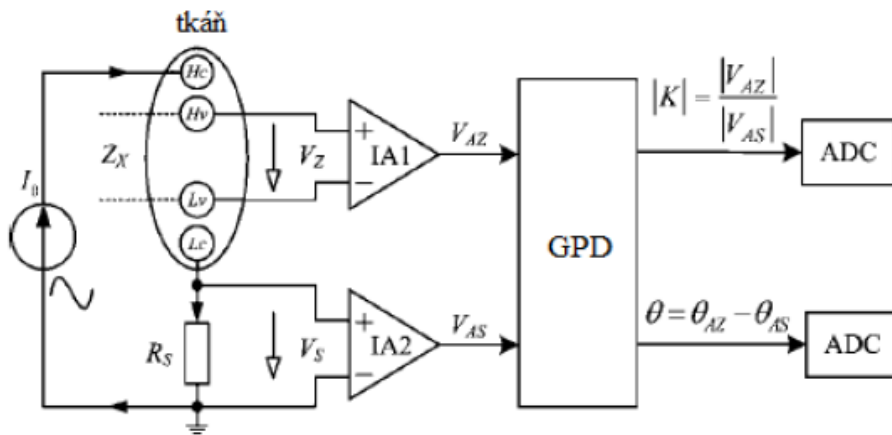 tkáň
Hc
Hv
Z_X
V_Z
Lv
Lc
I_0
+
−
IA1
V_AZ
GPD
|K| = |V_AZ| / |V_AS|
ADC
R_S
V_S
+
−
IA2
V_AS
θ = θ_AZ − θ_AS
ADC